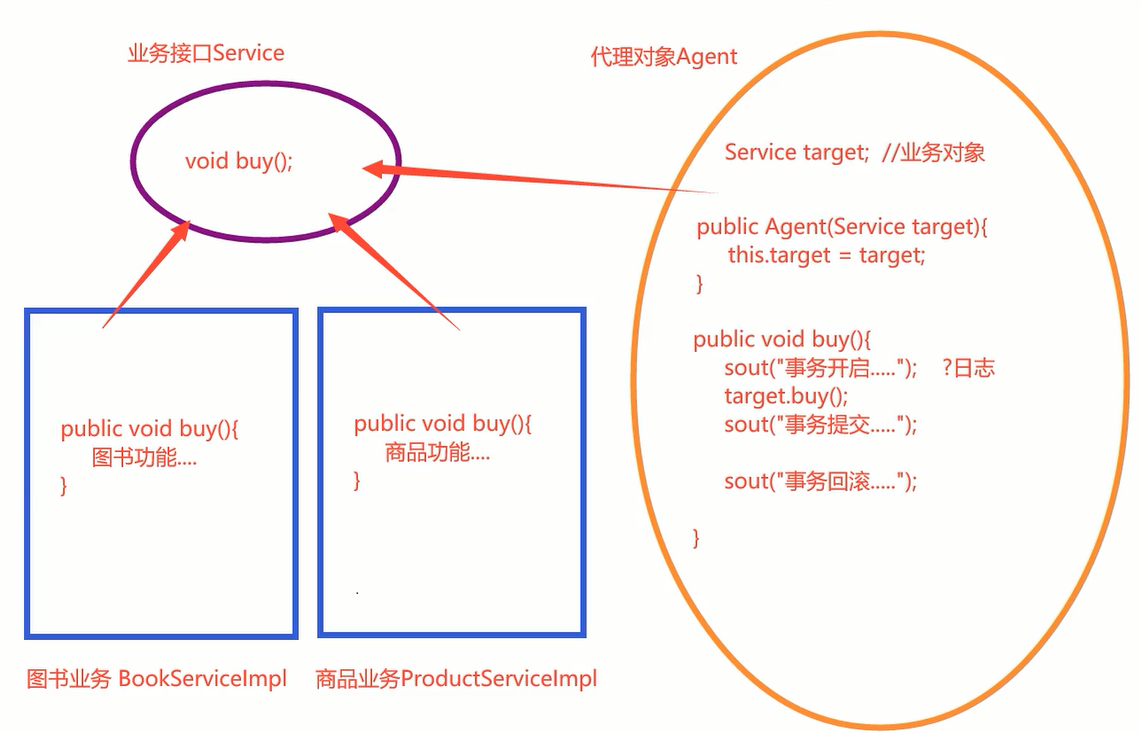 业务接口Service
void buy();
public void buy(){
图书功能....
}
图书业务 BookServiceImpl
public void buy(){
商品功能....
}
商品业务ProductServiceImpl
代理对象Agent
Service target;  //业务对象
public Agent(Service target){
this.target = target;
}
public void buy(){
sout("事务开启.....");    ?日志
target.buy();
sout("事务提交.....");
sout("事务回滚.....");
}